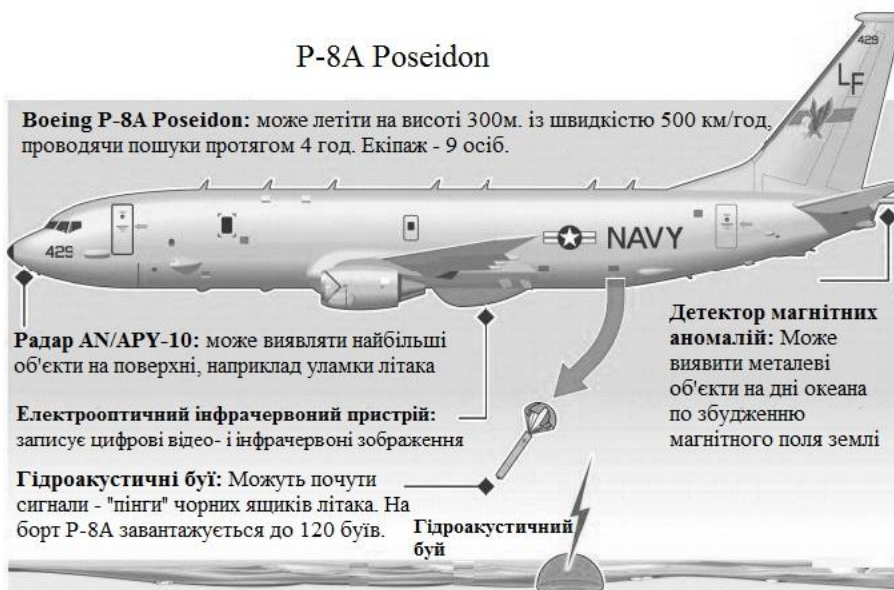 P-8A Poseidon
429
LF
Boeing P-8A Poseidon: може летіти на висоті 300м. із швидкістю 500 км/год,
проводячи пошуки протягом 4 год. Екіпаж - 9 осіб.
429
NAVY
Радар AN/APY-10: може виявляти найбільші
об'єкти на поверхні, наприклад уламки літака
Електрооптичний інфрачервоний пристрій:
записує цифрові відео- і інфрачервоні зображення
Гідроакустичні буї: Можуть почути
сигнали - "пінги" чорних ящиків літака. На
борт P-8A завантажується до 120 буїв.
Гідроакустичний
буй
Детектор магнітних
аномалій: Може
виявити металеві
об'єкти на дні океана
по збудженню
магнітного поля землі